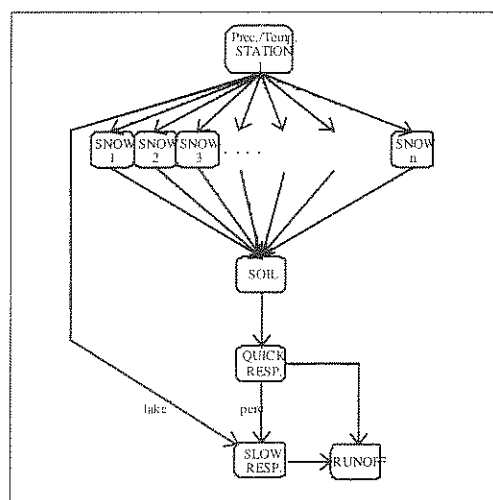 Prec./Temp.
STATION
1
SNOW
1
SNOW
2
SNOW
3
. . . .
SNOW
n
SOIL
QUICK
RESP.
lake
perc
SLOW
RESP.
RUNOFF